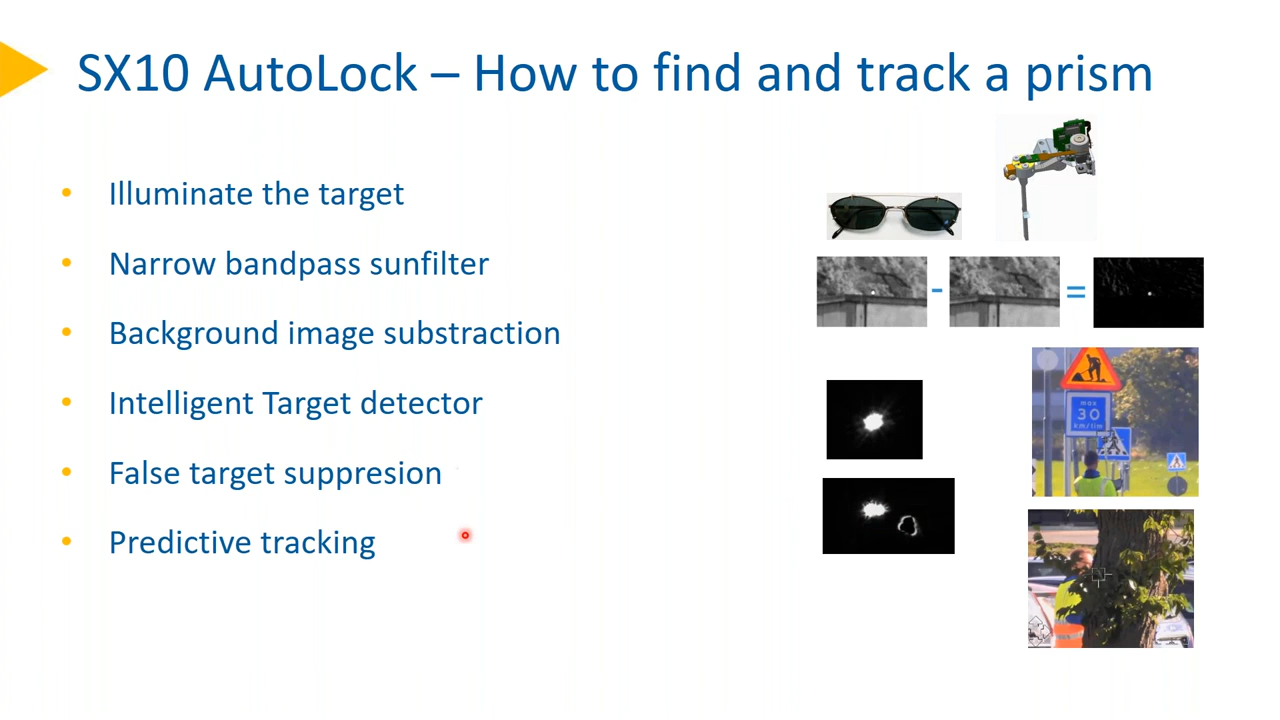 SX10 AutoLock – How to find and track a prism
• Illuminate the target
• Narrow bandpass sunfilter
• Background image substraction
• Intelligent Target detector
• False target suppresion
• Predictive tracking
- =
max
30
km/tim